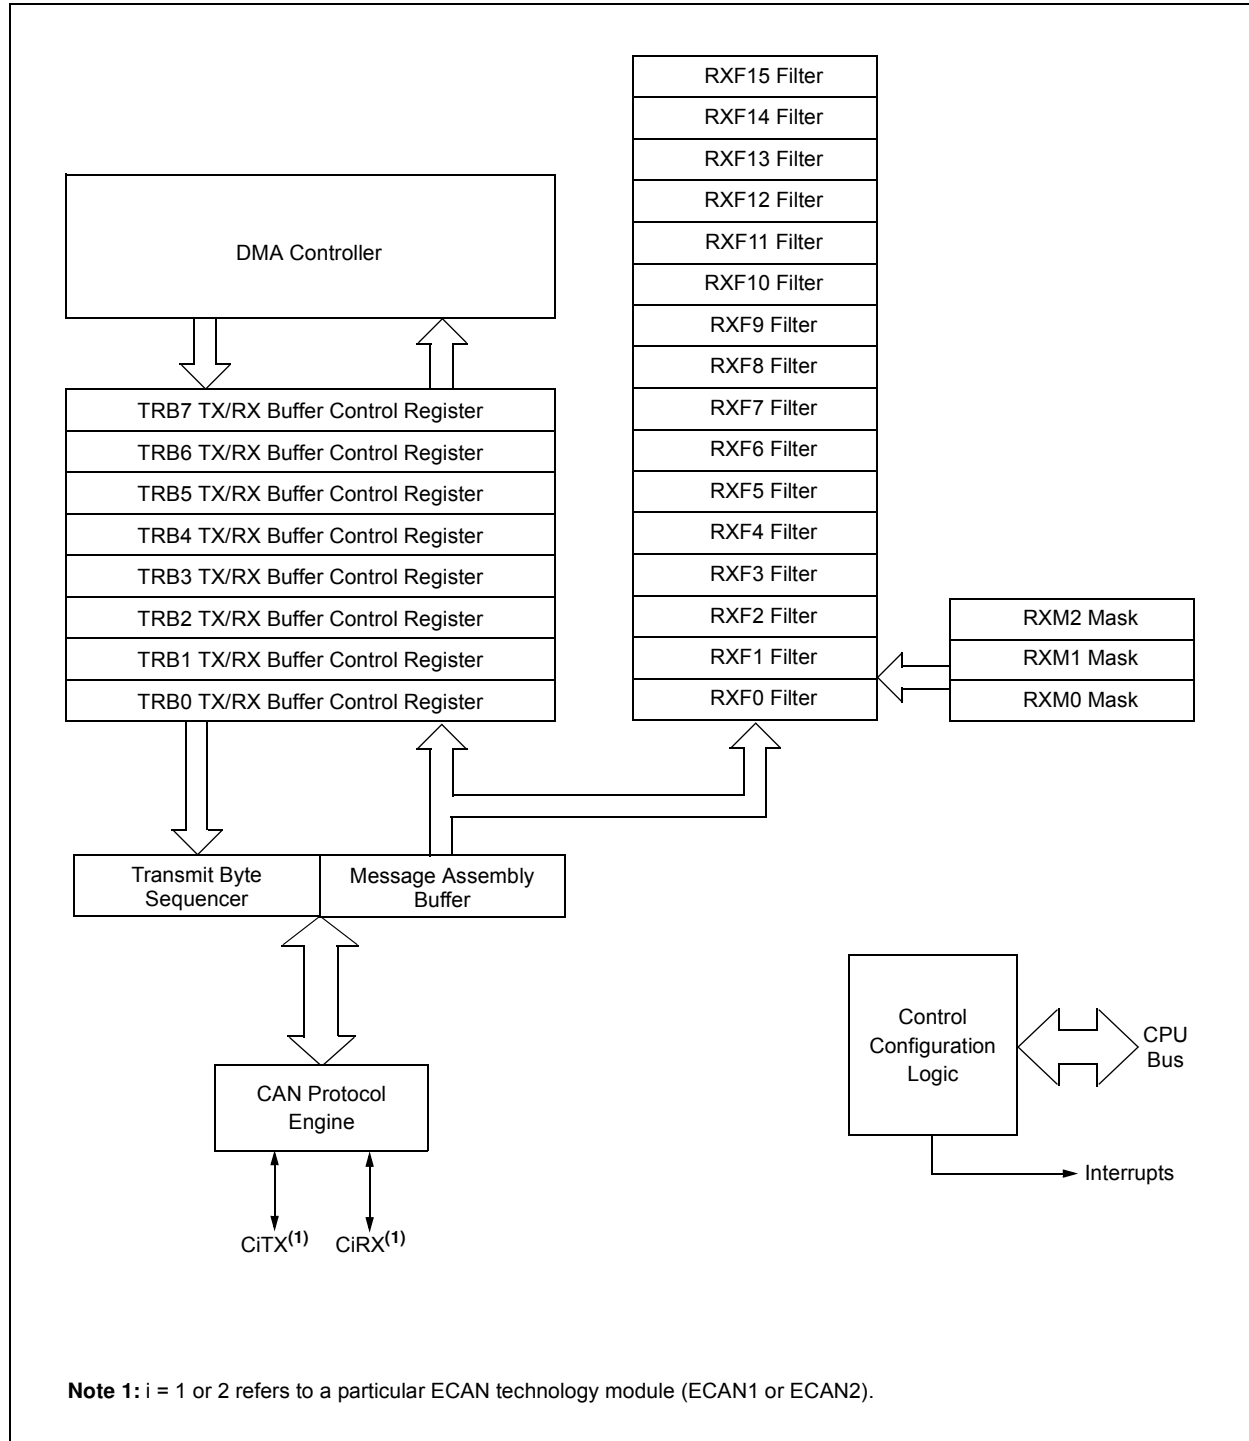 RXF15 Filter
RXF14 Filter
RXF13 Filter
RXF12 Filter
RXF11 Filter
RXF10 Filter
RXF9 Filter
RXF8 Filter
RXF7 Filter
RXF6 Filter
RXF5 Filter
RXF4 Filter
RXF3 Filter
RXF2 Filter
RXF1 Filter
RXF0 Filter
DMA Controller
TRB7 TX/RX Buffer Control Register
TRB6 TX/RX Buffer Control Register
TRB5 TX/RX Buffer Control Register
TRB4 TX/RX Buffer Control Register
TRB3 TX/RX Buffer Control Register
TRB2 TX/RX Buffer Control Register
TRB1 TX/RX Buffer Control Register
TRB0 TX/RX Buffer Control Register
RXM2 Mask
RXM1 Mask
RXM0 Mask
Transmit Byte
Sequencer
Message Assembly
Buffer
Control
Configuration
Logic
CPU
Bus
CAN Protocol
Engine
Interrupts
CiTX(1)
CiRX(1)
Note 1: i = 1 or 2 refers to a particular ECAN technology module (ECAN1 or ECAN2).